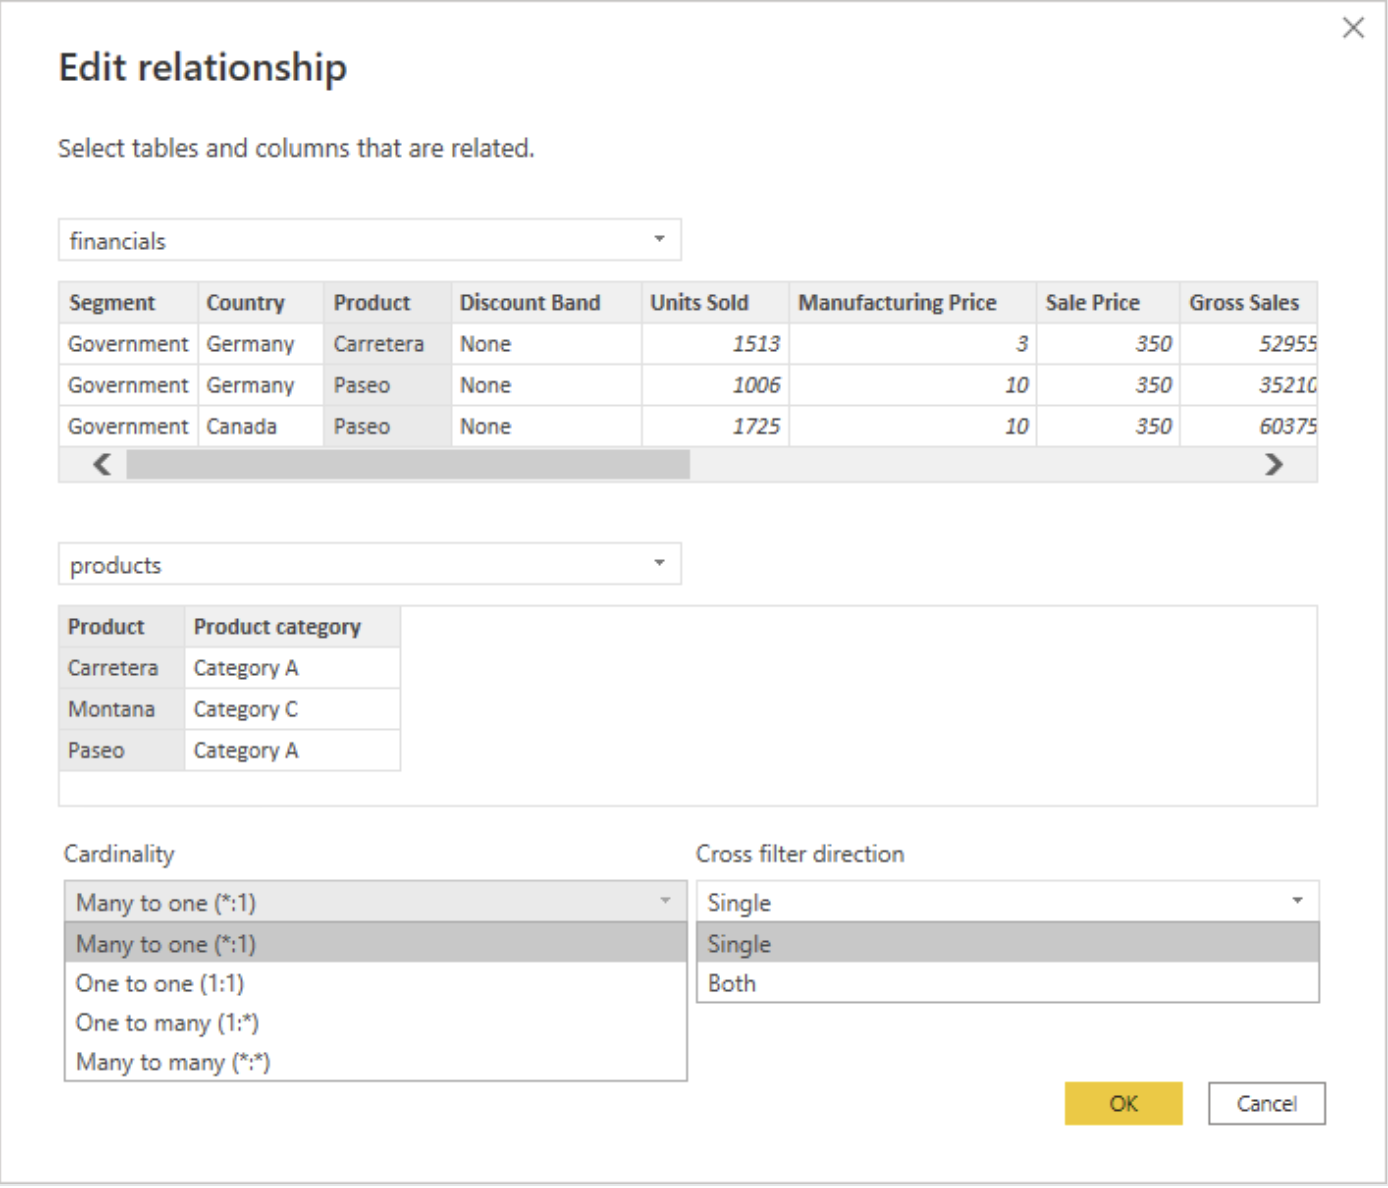 Edit relationship
Select tables and columns that are related.
financials
Segment Country Product Discount Band Units Sold Manufacturing Price Sale Price Gross Sales
Government Germany Carretera None 1513 3 350 52955
Government Germany Paseo None 1006 10 350 35210
Government Canada Paseo None 1725 10 350 60375
products
Product Product category
Carretera Category A
Montana Category C
Paseo Category A
Cardinality Cross filter direction
Many to one (*:1) Single
Many to one (*:1) Single
One to one (1:1) Both
One to many (1:*)
Many to many (*:*)
OK Cancel